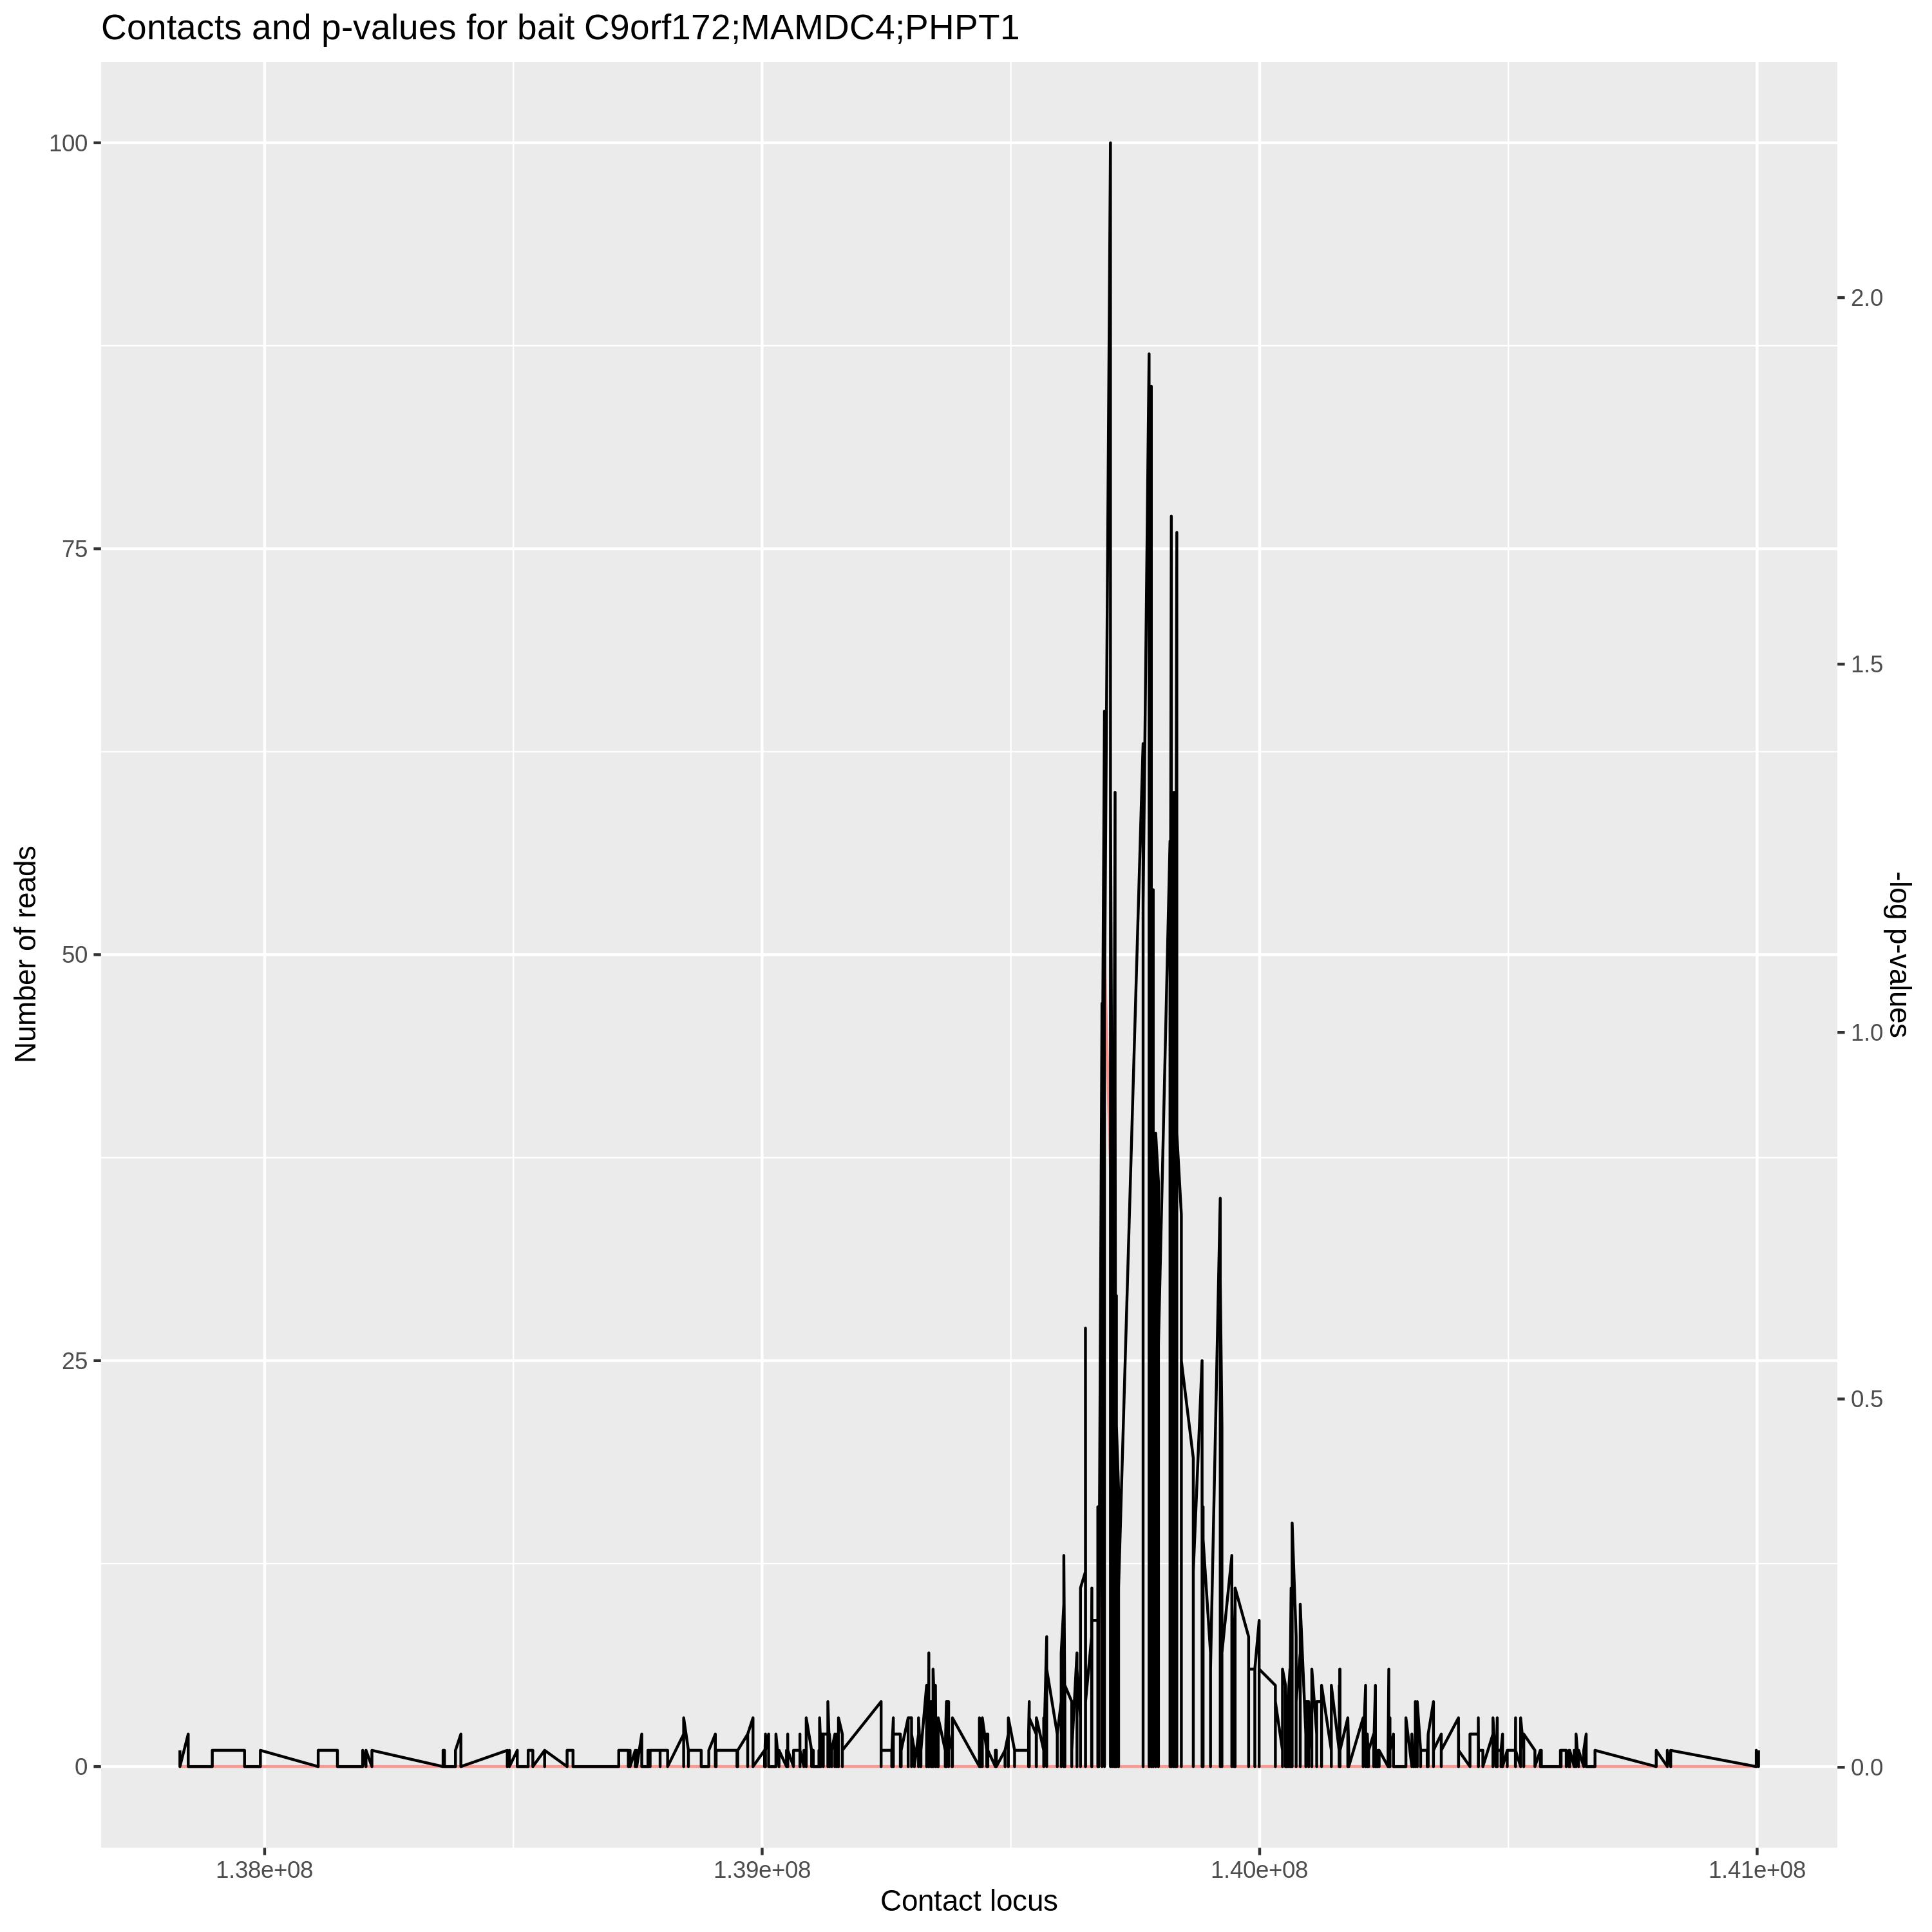 Contacts and p-values for bait C9orf172;MAMDC4;PHPT1
100
75
50
25
0
Number of reads
2.0
1.5
1.0
0.5
0.0
-log p-values
1.38e+08 1.39e+08 1.40e+08 1.41e+08
Contact locus